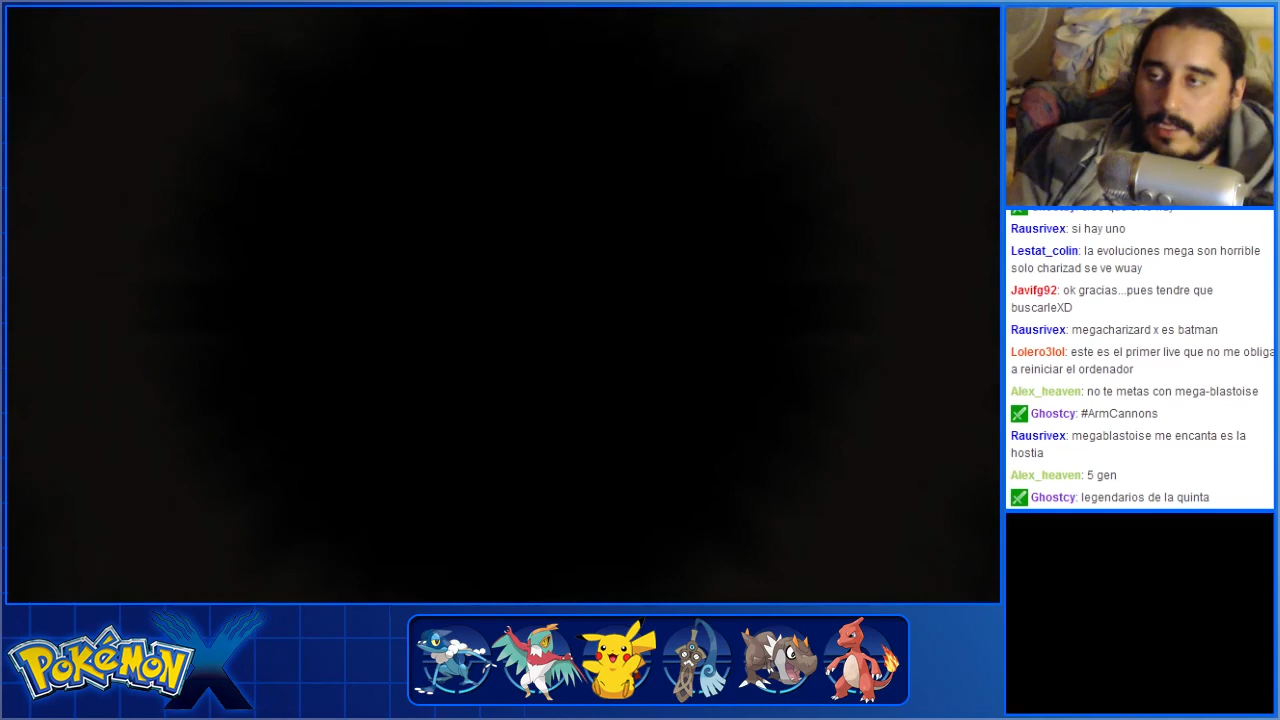 Rausrivex: si hay uno
Lestat_colin: la evoluciones mega son horrible
solo charizad se ve wuay
Javifg92: ok gracias...pues tendre que
buscarleXD
Rausrivex: megacharizard x es batman
Lolero3lol: este es el primer live que no me obliga
a reiniciar el ordenador
Alex_heaven: no te metas con mega-blastoise
Ghostcy: #ArmCannons
Rausrivex: megablastoise me encanta es la
hostia
Alex_heaven: 5 gen
Ghostcy: legendarios de la quinta
POKéMON X